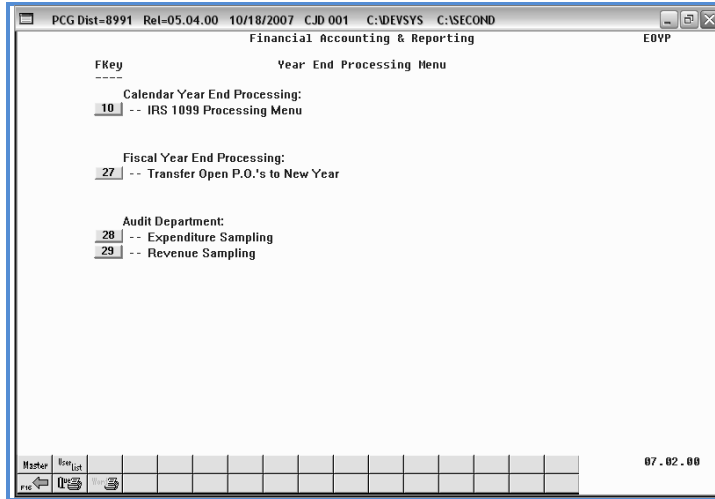 PCG Dist=8991 Rel=05.04.00 10/18/2007 CJD 001 C:\DEVSYS C:\SECOND
Financial Accounting & Reporting EOYP
FKey Year End Processing Menu
----
Calendar Year End Processing:
10 -- IRS 1099 Processing Menu
Fiscal Year End Processing:
27 -- Transfer Open P.O.'s to New Year
Audit Department:
28 -- Expenditure Sampling
29 -- Revenue Sampling
Master User List 07.02.00
F16 Que Word